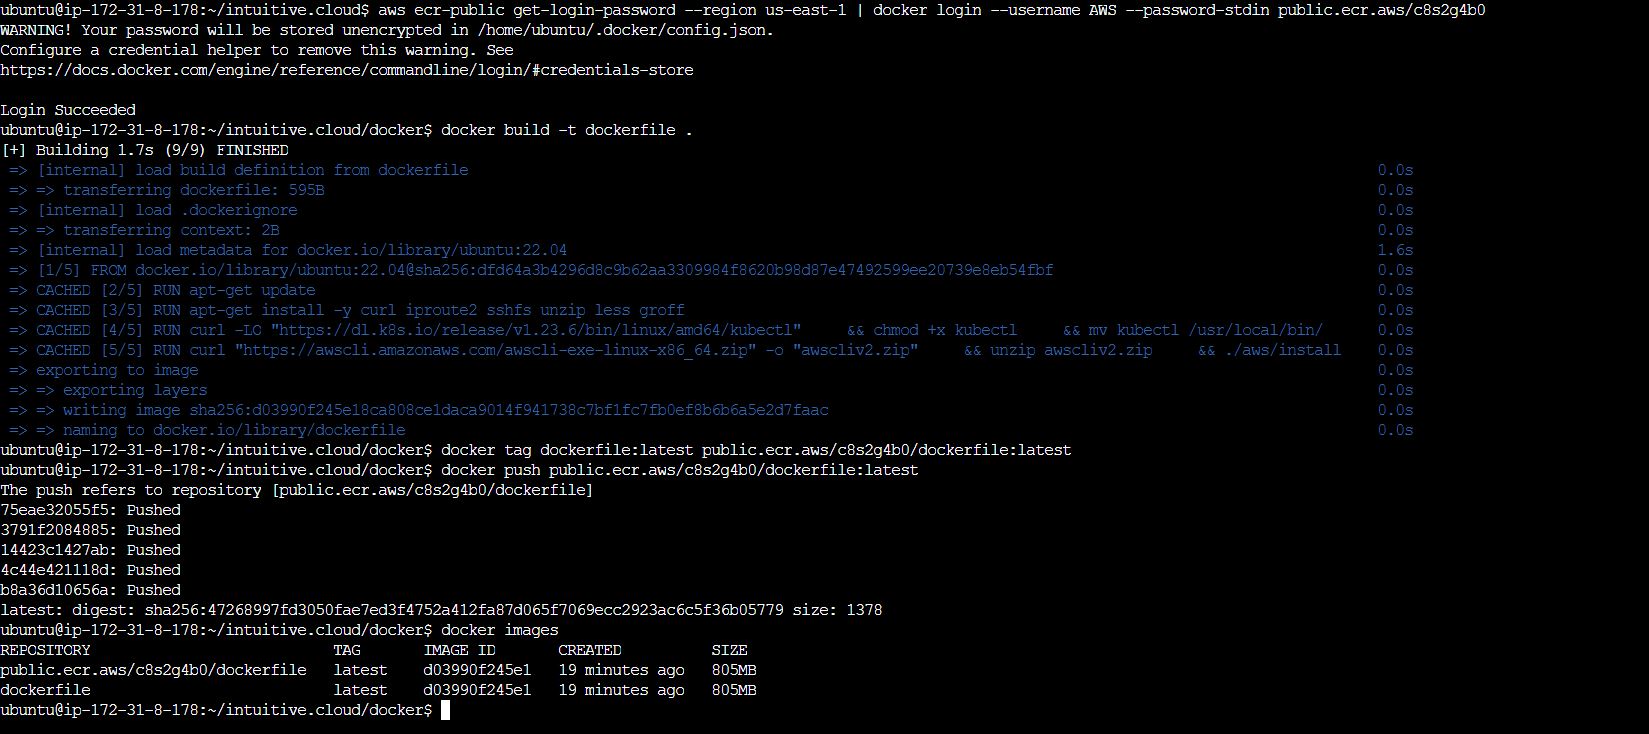 ubuntu@ip-172-31-8-178:~/intuitive.cloud$ aws ecr-public get-login-password --region us-east-1 | docker login --username AWS --password-stdin public.ecr.aws/c8s2g4b0
WARNING! Your password will be stored unencrypted in /home/ubuntu/.docker/config.json.
Configure a credential helper to remove this warning. See
https://docs.docker.com/engine/reference/commandline/login/#credentials-store
Login Succeeded
ubuntu@ip-172-31-8-178:~/intuitive.cloud/docker$ docker build -t dockerfile .
[+] Building 1.7s (9/9) FINISHED
=> [internal] load build definition from dockerfile 0.0s
=> => transferring dockerfile: 595B 0.0s
=> [internal] load .dockerignore 0.0s
=> => transferring context: 2B 0.0s
=> [internal] load metadata for docker.io/library/ubuntu:22.04 1.6s
=> [1/5] FROM docker.io/library/ubuntu:22.04@sha256:dfd64a3b4296d8c9b62aa3309984f8620b98d87e47492599ee20739e8eb54fbf 0.0s
=> CACHED [2/5] RUN apt-get update 0.0s
=> CACHED [3/5] RUN apt-get install -y curl iproute2 sshfs unzip less groff 0.0s
=> CACHED [4/5] RUN curl -LO "https://dl.k8s.io/release/v1.23.6/bin/linux/amd64/kubectl" && chmod +x kubectl && mv kubectl /usr/local/bin/ 0.0s
=> CACHED [5/5] RUN curl "https://awscli.amazonaws.com/awscli-exe-linux-x86_64.zip" -o "awscliv2.zip" && unzip awscliv2.zip && ./aws/install 0.0s
=> exporting to image 0.0s
=> => exporting layers 0.0s
=> => writing image sha256:d03990f245e18ca808ce1daca9014f941738c7bf1fc7fb0ef8b6b6a5e2d7faac 0.0s
=> => naming to docker.io/library/dockerfile 0.0s
ubuntu@ip-172-31-8-178:~/intuitive.cloud/docker$ docker tag dockerfile:latest public.ecr.aws/c8s2g4b0/dockerfile:latest
ubuntu@ip-172-31-8-178:~/intuitive.cloud/docker$ docker push public.ecr.aws/c8s2g4b0/dockerfile:latest
The push refers to repository [public.ecr.aws/c8s2g4b0/dockerfile]
75eae32055f5: Pushed
3791f2084885: Pushed
14423c1427ab: Pushed
4c44e421118d: Pushed
b8a36d10656a: Pushed
latest: digest: sha256:47268997fd3050fae7ed3f4752a412fa87d065f7069ecc2923ac6c5f36b05779 size: 1378
ubuntu@ip-172-31-8-178:~/intuitive.cloud/docker$ docker images
REPOSITORY TAG IMAGE ID CREATED SIZE
public.ecr.aws/c8s2g4b0/dockerfile latest d03990f245e1 19 minutes ago 805MB
dockerfile latest d03990f245e1 19 minutes ago 805MB
ubuntu@ip-172-31-8-178:~/intuitive.cloud/docker$